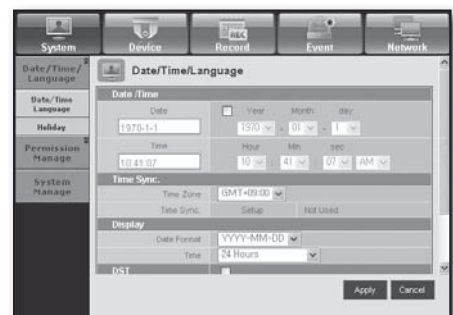 System Device Record Event Network
REC
Date/Time/
Language
Date/Time
Language
Holiday
Permission
Manage
System
Manage
Date/Time/Language
Date /Time
Date Year Month day
1970-1-1 1970 - 01 - 1
Time Hour Min sec
10:41:07 10 : 41 07 AM
Time Sync.
Time Zone GMT+09:00
Time Sync. Setup Not Used
Display
Date Format YYYY-MM-DD
Time 24 Hours
DST
Apply Cancel